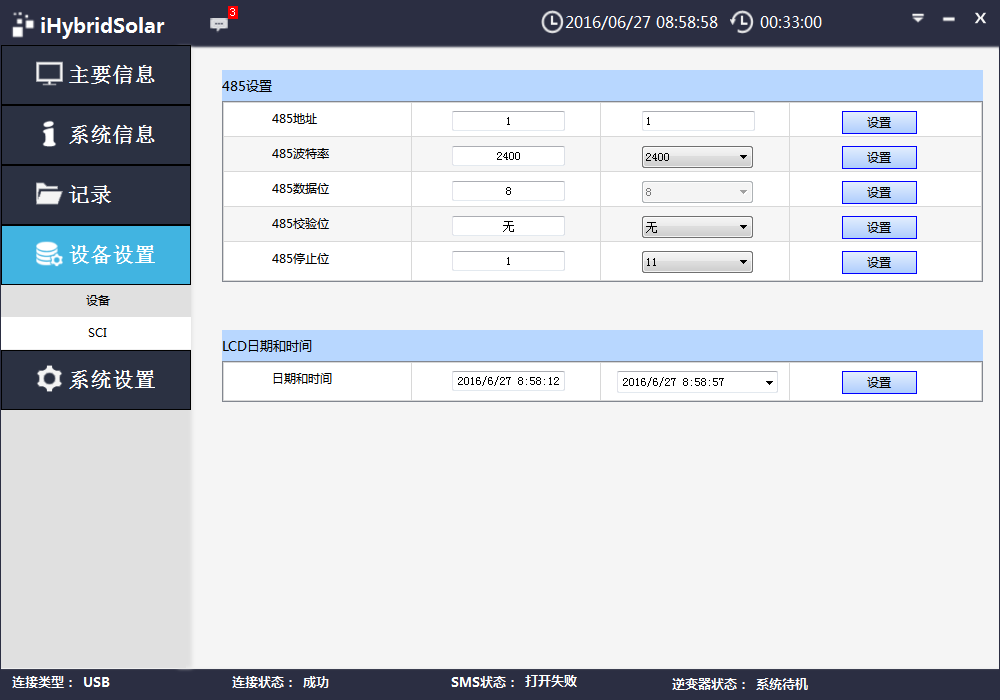 iHybridSolar 3 2016/06/27 08:58:58 00:33:00 X
主要信息
系统信息
记录
设备设置
设备
SCI
系统设置
485设置
485地址 1 1 设置
485波特率 2400 2400 设置
485数据位 8 8 设置
485校验位 无 无 设置
485停止位 1 11 设置
LCD日期和时间
日期和时间 2016/6/27 8:58:12 2016/6/27 8:58:57 设置
连接类型： USB 连接状态： 成功 SMS状态： 打开失败 逆变器状态： 系统待机